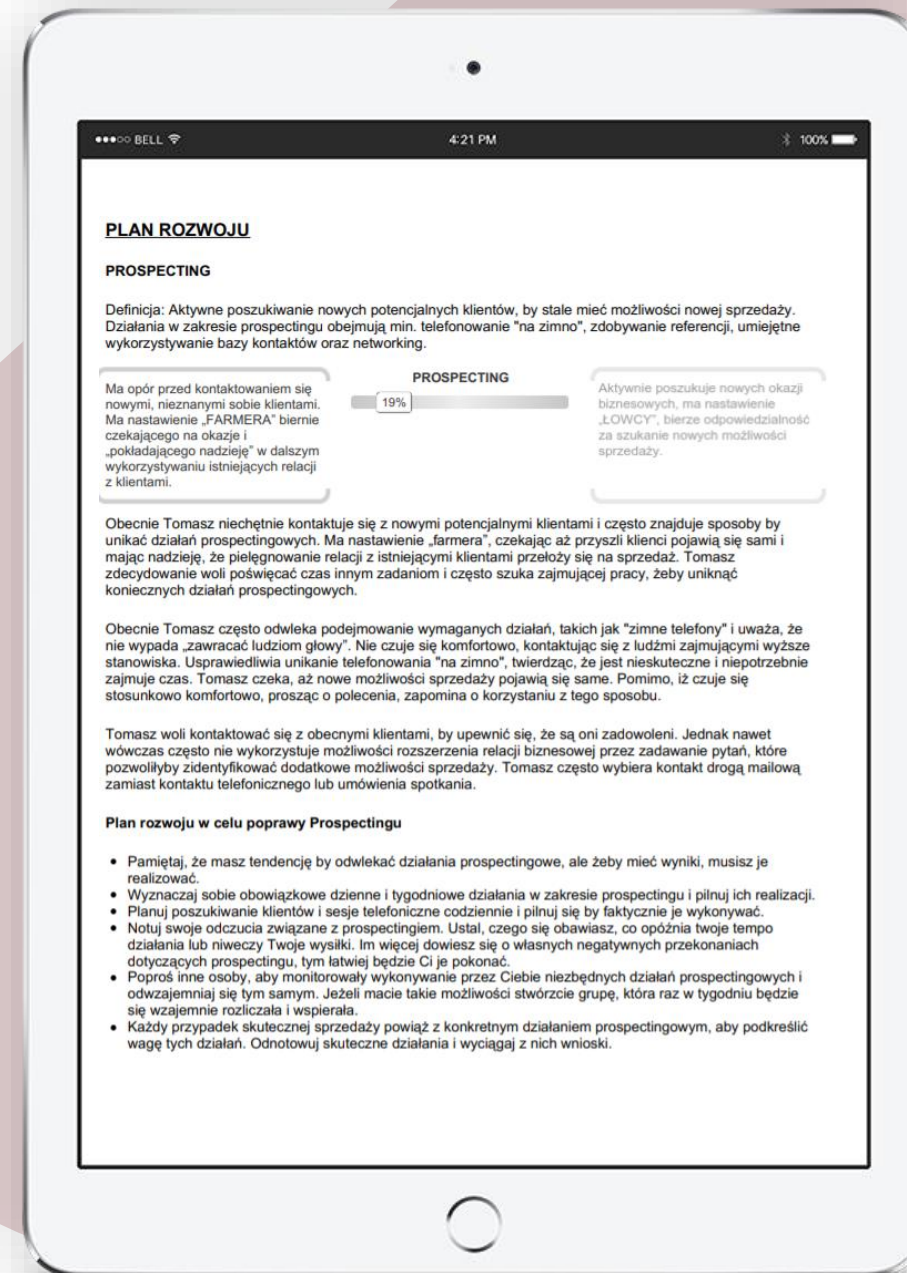 BELL
4:21 PM
100%
PLAN ROZWOJU
PROSPECTING
Definicja: Aktywne poszukiwanie nowych potencjalnych klientów, by stale mieć możliwości nowej sprzedaży.
Działania w zakresie prospectingu obejmują min. telefonowanie "na zimno", zdobywanie referencji, umiejętne
wykorzystywanie bazy kontaktów oraz networking.
Ma opór przed kontaktowaniem się
nowymi, nieznanymi sobie klientami.
Ma nastawienie „FARMERA” biernie
czekającego na okazje i
„pokładającego nadzieję” w dalszym
wykorzystywaniu istniejących relacji
z klientami.
PROSPECTING
19%
Aktywnie poszukuje nowych okazji
biznesowych, ma nastawienie
„ŁOWCY”, bierze odpowiedzialność
za szukanie nowych możliwości
sprzedaży.
Obecnie Tomasz niechętnie kontaktuje się z nowymi potencjalnymi klientami i często znajduje sposoby by
unikać działań prospectingowych. Ma nastawienie „farmera”, czekając aż przyszli klienci pojawią się sami i
mając nadzieję, że pielęgnowanie relacji z istniejącymi klientami przełoży się na sprzedaż. Tomasz
zdecydowanie woli poświęcać czas innym zadaniom i często szuka zajmującej pracy, żeby uniknąć
koniecznych działań prospectingowych.
Obecnie Tomasz często odwleka podejmowanie wymaganych działań, takich jak "zimne telefony" i uważa, że
nie wypada „zawracać ludziom głowy”. Nie czuje się komfortowo, kontaktując się z ludźmi zajmującymi wyższe
stanowiska. Usprawiedliwia unikanie telefonowania "na zimno", twierdząc, że jest nieskuteczne i niepotrzebnie
zajmuje czas. Tomasz czeka, aż nowe możliwości sprzedaży pojawią się same. Pomimo, iż czuje się
stosunkowo komfortowo, prosząc o polecenia, zapomina o korzystaniu z tego sposobu.
Tomasz woli kontaktować się z obecnymi klientami, by upewnić się, że są oni zadowoleni. Jednak nawet
wówczas często nie wykorzystuje możliwości rozszerzenia relacji biznesowej przez zadawanie pytań, które
pozwoliłyby zidentyfikować dodatkowe możliwości sprzedaży. Tomasz często wybiera kontakt drogą mailową
zamiast kontaktu telefonicznego lub umówienia spotkania.
Plan rozwoju w celu poprawy Prospectingu
• Pamiętaj, że masz tendencję by odwlekać działania prospectingowe, ale żeby mieć wyniki, musisz je
realizować.
• Wyznaczaj sobie obowiązkowe dzienne i tygodniowe działania w zakresie prospectingu i pilnuj ich realizacji.
• Planuj poszukiwanie klientów i sesje telefoniczne codziennie i pilnuj się by faktycznie je wykonywać.
• Notuj swoje odczucia związane z prospectingiem. Ustal, czego się obawiasz, co opóźnia twoje tempo
działania lub niweczy Twoje wysiłki. Im więcej dowiesz się o własnych negatywnych przekonaniach
dotyczących prospectingu, tym łatwiej będzie Ci je pokonać.
• Poproś inne osoby, aby monitorowały wykonywanie przez Ciebie niezbędnych działań prospectingowych i
odwzajemniaj się tym samym. Jeżeli macie takie możliwości stwórzcie grupę, która raz w tygodniu będzie
się wzajemnie rozliczała i wspierała.
• Każdy przypadek skutecznej sprzedaży powiąż z konkretnym działaniem prospectingowym, aby podkreślić
wagę tych działań. Odnotowuj skuteczne działania i wyciągaj z nich wnioski.